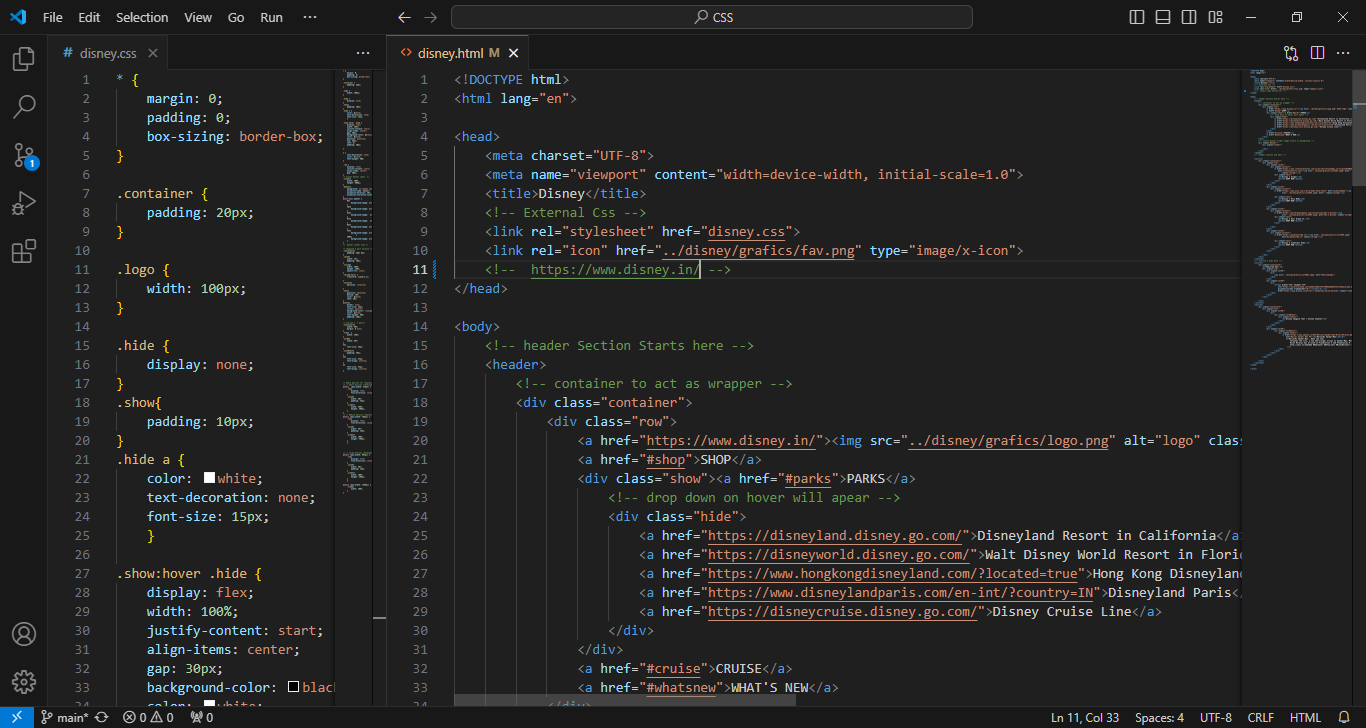 File Edit Selection View Go Run ··· CSS
# disney.css ···
1 * {
2 margin: 0;
3 padding: 0;
4 box-sizing: border-box;
5 }
6
7 .container {
8 padding: 20px;
9 }
10
11 .logo {
12 width: 100px;
13 }
14
15 .hide {
16 display: none;
17 }
18 .show{
19 padding: 10px;
20 }
21 .hide a {
22 color: white;
23 text-decoration: none;
24 font-size: 15px;
25 }
26
27 .show:hover .hide {
28 display: flex;
29 width: 100%;
30 justify-content: start;
31 align-items: center;
32 gap: 30px;
33 background-color: blac
34 color: white;
<> disney.html M ···
1 <!DOCTYPE html>
2 <html lang="en">
3
4 <head>
5 <meta charset="UTF-8">
6 <meta name="viewport" content="width=device-width, initial-scale=1.0">
7 <title>Disney</title>
8 <!-- External Css -->
9 <link rel="stylesheet" href="disney.css">
10 <link rel="icon" href="../disney/grafics/fav.png" type="image/x-icon">
11 <!-- https://www.disney.in/ -->
12 </head>
13
14 <body>
15 <!-- header Section Starts here -->
16 <header>
17 <!-- container to act as wrapper -->
18 <div class="container">
19 <div class="row">
20 <a href="https://www.disney.in/"><img src="../disney/grafics/logo.png" alt="logo" clas
21 <a href="#shop">SHOP</a>
22 <div class="show"><a href="#parks">PARKS</a>
23 <!-- drop down on hover will apear -->
24 <div class="hide">
25 <a href="https://disneyland.disney.go.com/">Disneyland Resort in California</a
26 <a href="https://disneyworld.disney.go.com/">Walt Disney World Resort in Flori
27 <a href="https://www.hongkongdisneyland.com/?located=true">Hong Kong Disneylan
28 <a href="https://www.disneylandparis.com/en-int/?country=IN">Disneyland Paris<
29 <a href="https://disneycruise.disney.go.com/">Disney Cruise Line</a>
30 </div>
31 </div>
32 <a href="#cruise">CRUISE</a>
33 <a href="#whatsnew">WHAT'S NEW</a>
34 </div>
1
main* 0 0 0 Ln 11, Col 33 Spaces: 4 UTF-8 CRLF HTML